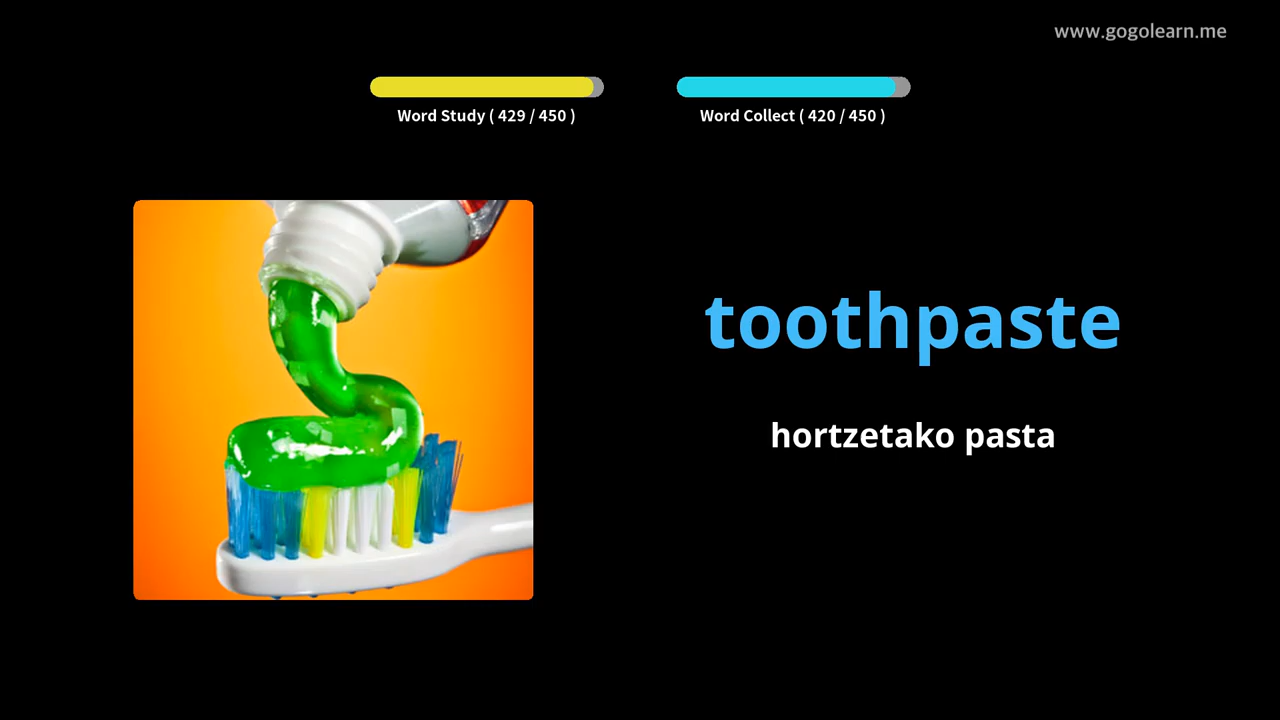 www.gogolearn.me
Word Study ( 429 / 450 )
Word Collect ( 420 / 450 )
toothpaste
hortzetako pasta